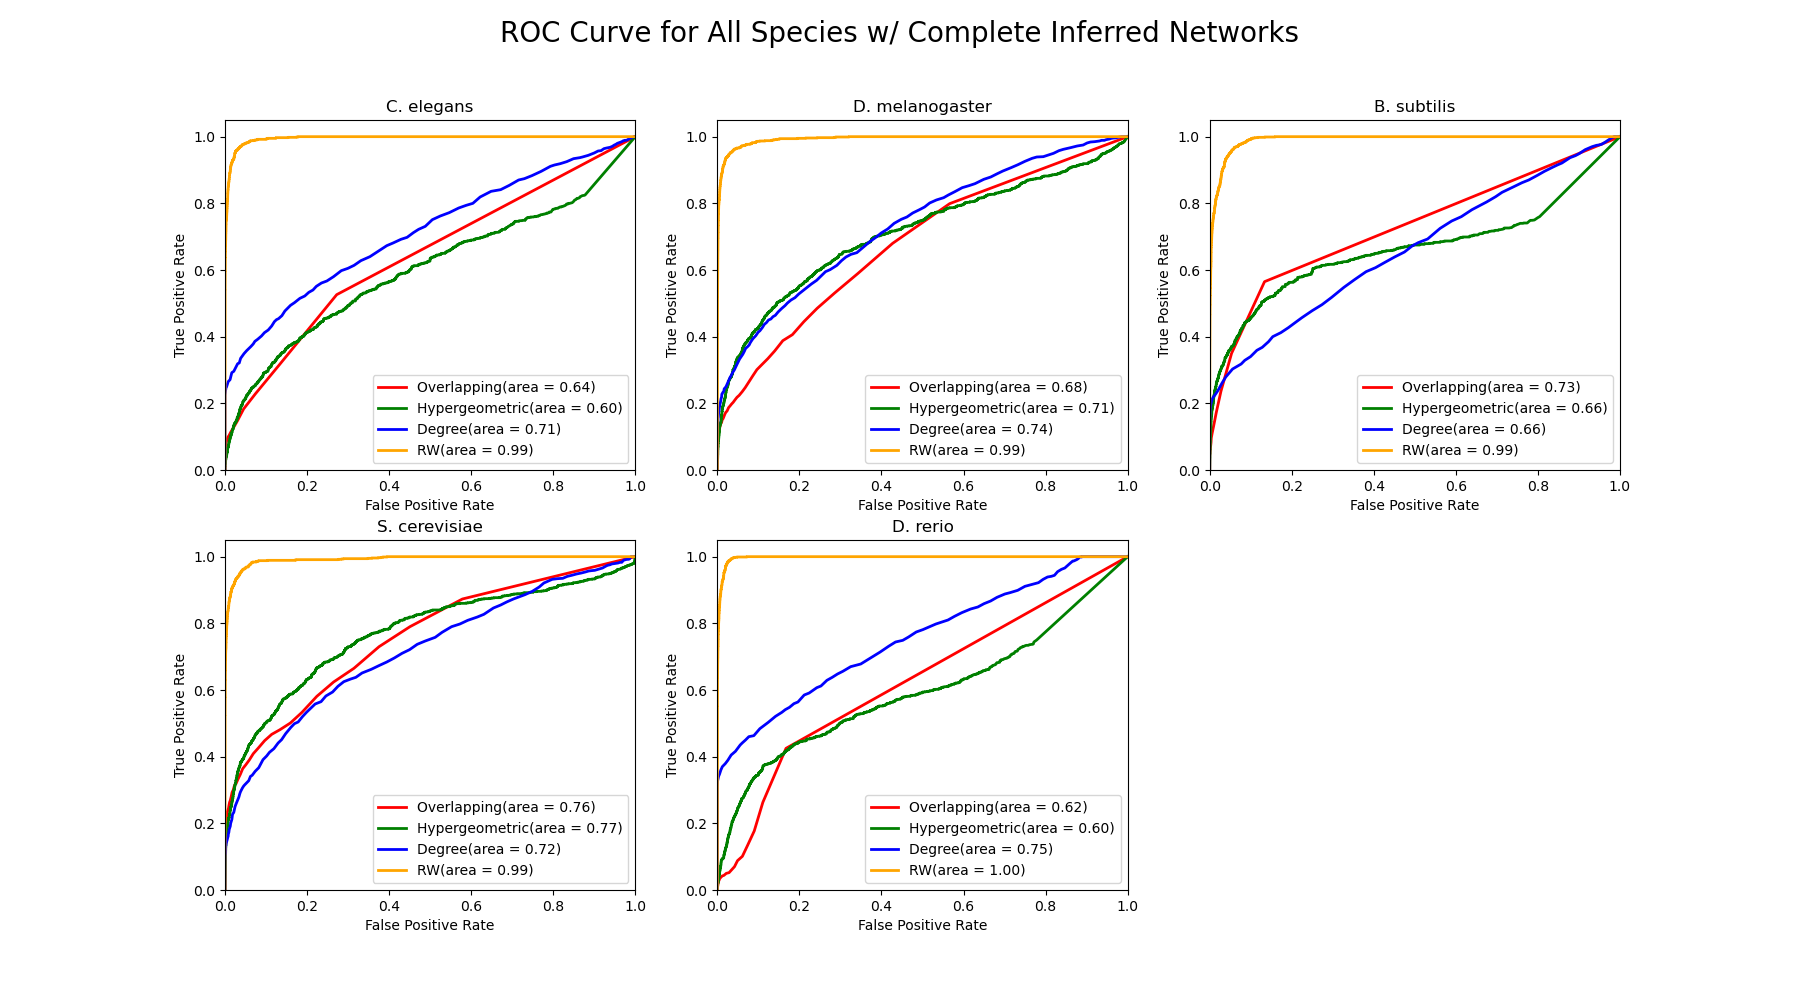 ROC Curve for All Species w/ Complete Inferred Networks
C. elegans
True Positive Rate
1.0
0.8
0.6
0.4
0.2
0.0
Overlapping(area = 0.64)
Hypergeometric(area = 0.60)
Degree(area = 0.71)
RW(area = 0.99)
0.0 0.2 0.4 0.6 0.8 1.0
False Positive Rate
D. melanogaster
True Positive Rate
1.0
0.8
0.6
0.4
0.2
0.0
Overlapping(area = 0.68)
Hypergeometric(area = 0.71)
Degree(area = 0.74)
RW(area = 0.99)
0.0 0.2 0.4 0.6 0.8 1.0
False Positive Rate
B. subtilis
True Positive Rate
1.0
0.8
0.6
0.4
0.2
0.0
Overlapping(area = 0.73)
Hypergeometric(area = 0.66)
Degree(area = 0.66)
RW(area = 0.99)
0.0 0.2 0.4 0.6 0.8 1.0
False Positive Rate
S. cerevisiae
True Positive Rate
1.0
0.8
0.6
0.4
0.2
0.0
Overlapping(area = 0.76)
Hypergeometric(area = 0.77)
Degree(area = 0.72)
RW(area = 0.99)
0.0 0.2 0.4 0.6 0.8 1.0
False Positive Rate
D. rerio
True Positive Rate
1.0
0.8
0.6
0.4
0.2
0.0
Overlapping(area = 0.62)
Hypergeometric(area = 0.60)
Degree(area = 0.75)
RW(area = 1.00)
0.0 0.2 0.4 0.6 0.8 1.0
False Positive Rate